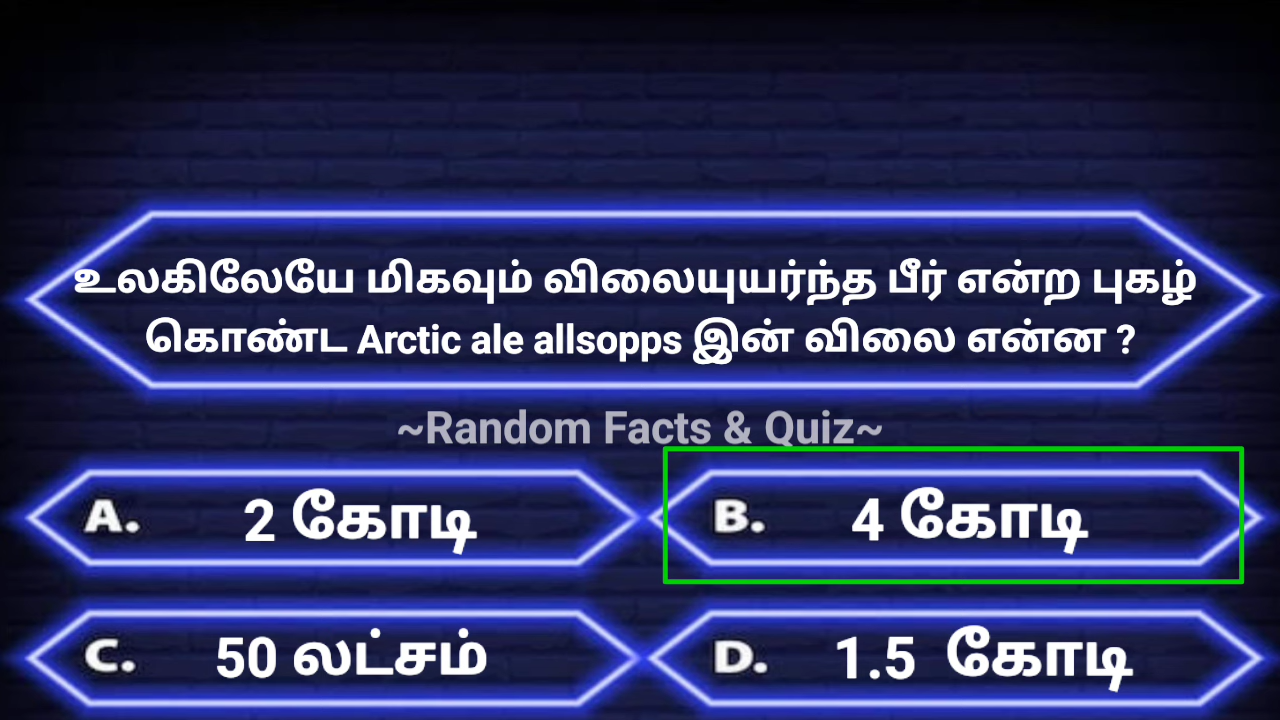 உலகிலேயே மிகவும் விலையுயர்ந்த பீர் என்ற புகழ்
கொண்ட Arctic ale allsopps இன் விலை என்ன ?
~Random Facts & Quiz~
A. 2 கோடி
B. 4 கோடி
C. 50 லட்சம்
D. 1.5 கோடி